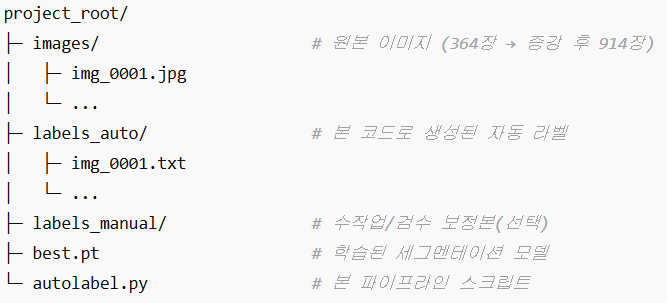 project_root/
├─ images/ # 원본 이미지 (364장 → 증강 후 914장)
│ ├─ img_0001.jpg
│ └─ ...
├─ labels_auto/ # 본 코드로 생성된 자동 라벨
│ ├─ img_0001.txt
│ └─ ...
├─ labels_manual/ # 수작업/검수 보정본(선택)
├─ best.pt # 학습된 세그멘테이션 모델
└─ autolabel.py # 본 파이프라인 스크립트